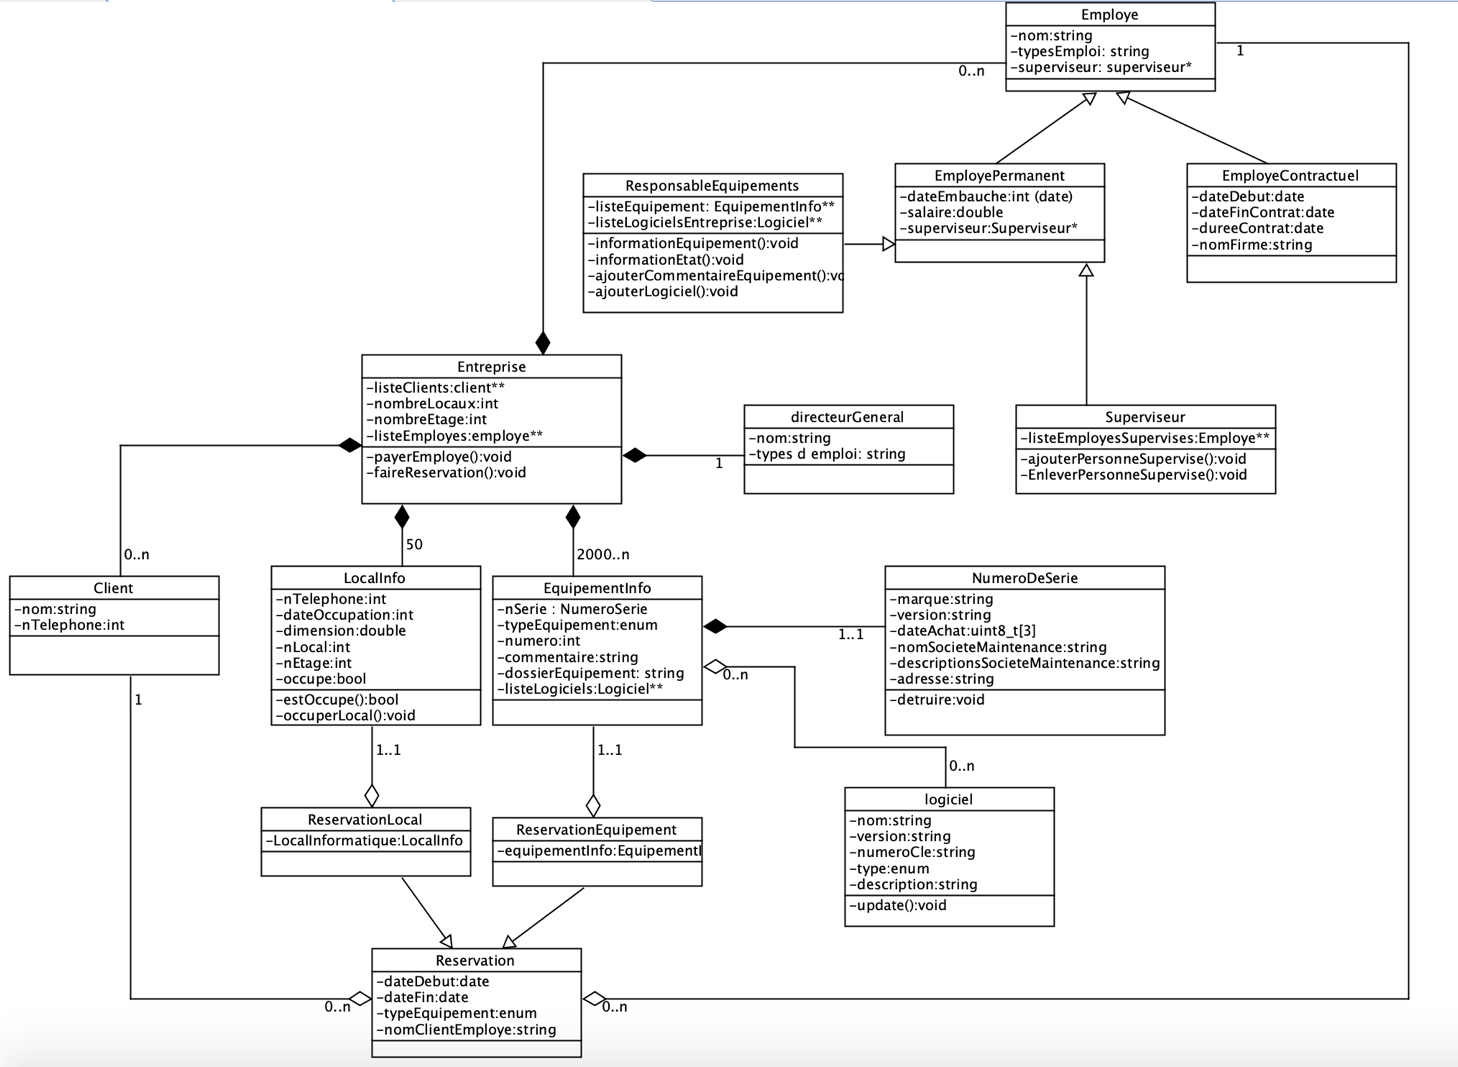 Employe
-nom:string
-typesEmploi: string
-superviseur: superviseur*
1
0..n
ResponsableEquipements
-listeEquipement: EquipementInfo**
-listeLogicielsEntreprise:Logiciel**
-informationEquipement():void
-informationEtat():void
-ajouterCommentaireEquipement():vo
-ajouterLogiciel():void
EmployePermanent
-dateEmbauche:int (date)
-salaire:double
-superviseur:Superviseur*
EmployeContractuel
-dateDebut:date
-dateFinContrat:date
-dureeContrat:date
-nomFirme:string
Entreprise
-listeClients:client**
-nombreLocaux:int
-nombreEtage:int
-listeEmployes:employe**
-payerEmploye():void
-faireReservation():void
directeurGeneral
-nom:string
-types d emploi: string
1
Superviseur
-listeEmployesSupervises:Employe**
-ajouterPersonneSupervise():void
-EnleverPersonneSupervise():void
0..n
50
2000..n
Client
-nom:string
-nTelephone:int
1
LocalInfo
-nTelephone:int
-dateOccupation:int
-dimension:double
-nLocal:int
-nEtage:int
-occupe:bool
-estOccupe():bool
-occuperLocal():void
EquipementInfo
-nSerie : NumeroSerie
-typeEquipement:enum
-numero:int
-commentaire:string
-dossierEquipement: string
-listeLogiciels:Logiciel**
1..1
0..n
NumeroDeSerie
-marque:string
-version:string
-dateAchat:uint8_t[3]
-nomSocieteMaintenance:string
-descriptionsSocieteMaintenance:string
-adresse:string
-detruire:void
1..1
1..1
0..n
logiciel
-nom:string
-version:string
-numeroCle:string
-type:enum
-description:string
-update():void
ReservationLocal
-LocalInformatique:LocalInfo
ReservationEquipement
-equipementInfo:EquipementI
Reservation
-dateDebut:date
-dateFin:date
-typeEquipement:enum
-nomClientEmploye:string
0..n
0..n